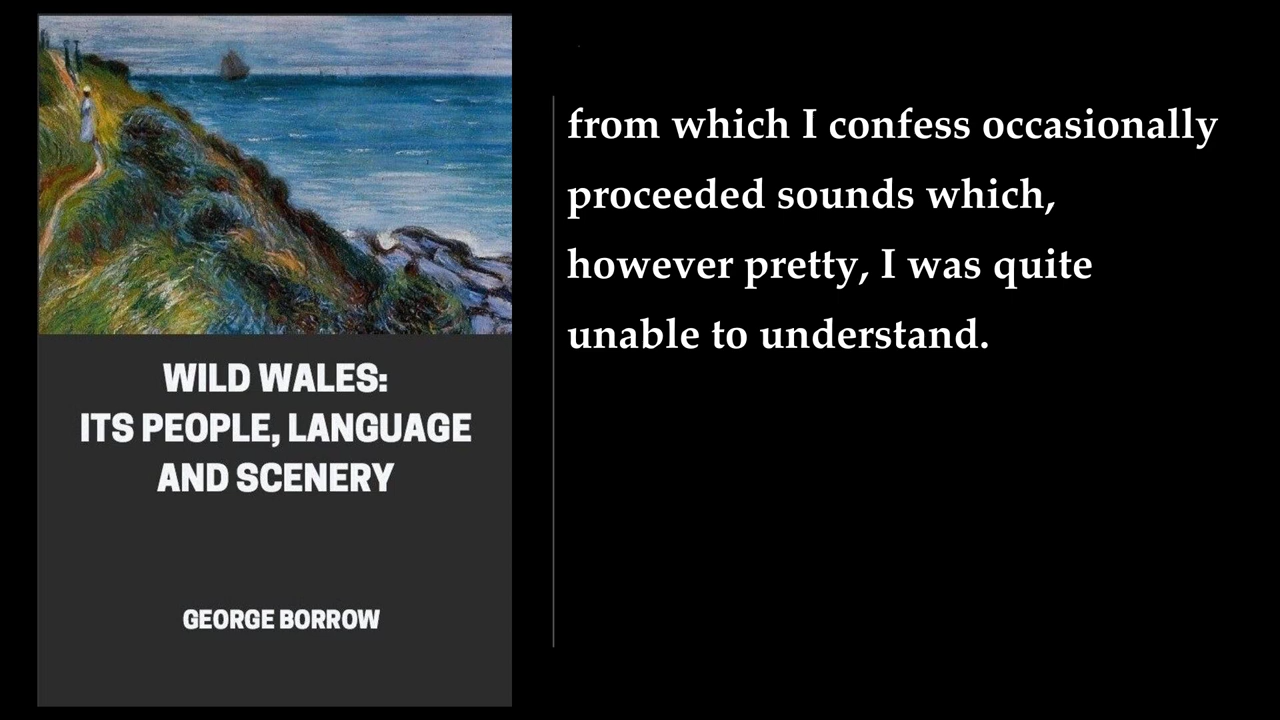 WILD WALES:
ITS PEOPLE, LANGUAGE
AND SCENERY
GEORGE BORROW
from which I confess occasionally
proceeded sounds which,
however pretty, I was quite
unable to understand.